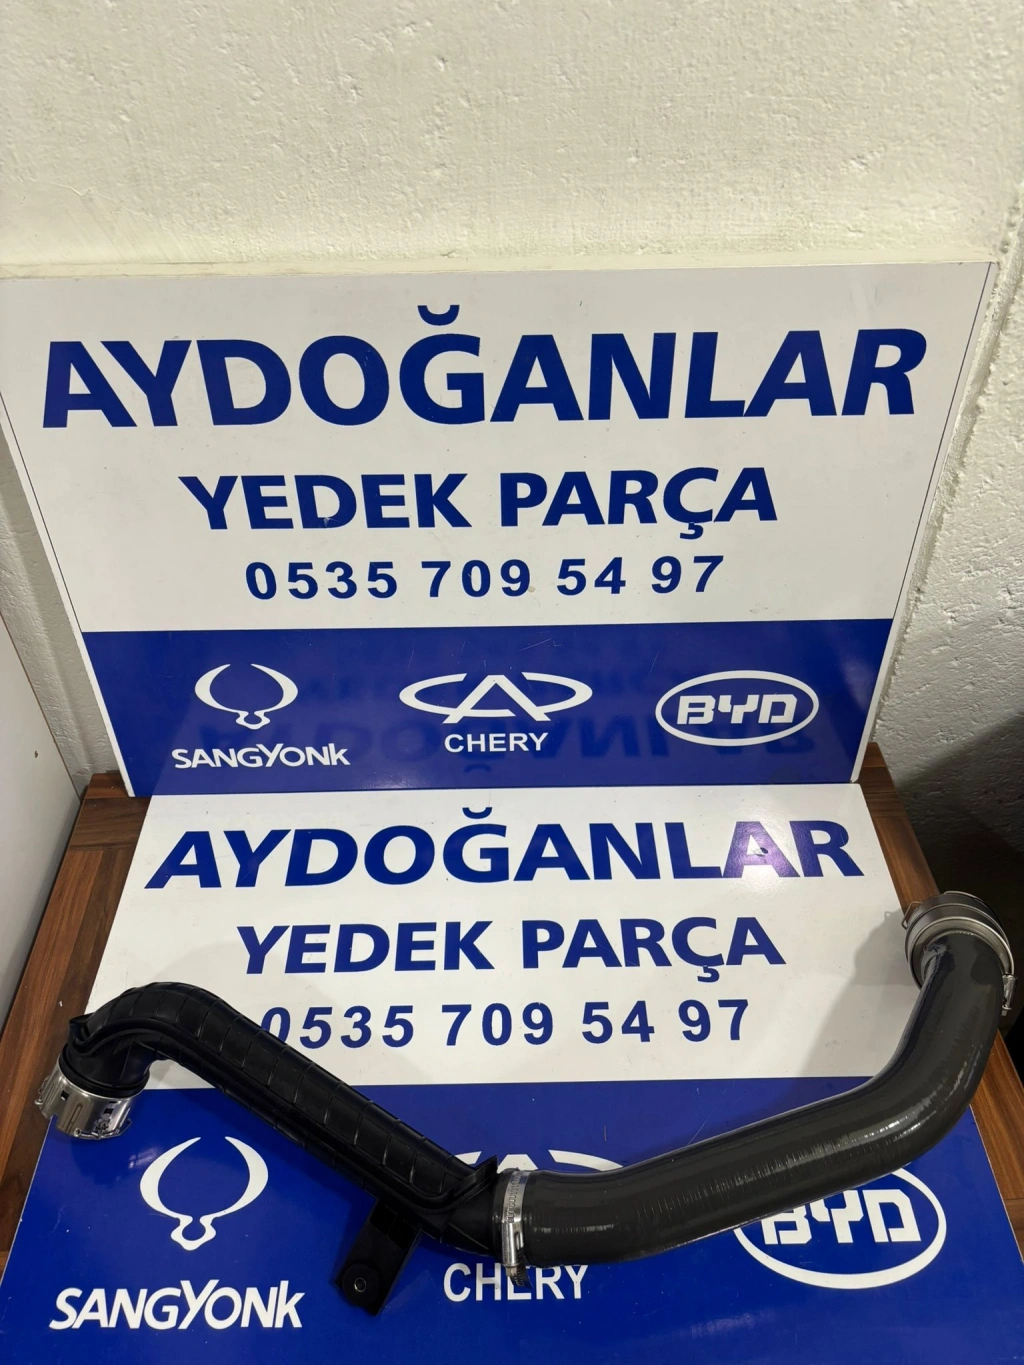 AYDOĞANLAR
YEDEK PARÇA
0535 709 54 97
SANGYONK
CHERY
BYD
AYDOĞANLAR
YEDEK PARÇA
0535 709 54 97
SANGYONK
CHERY
BYD